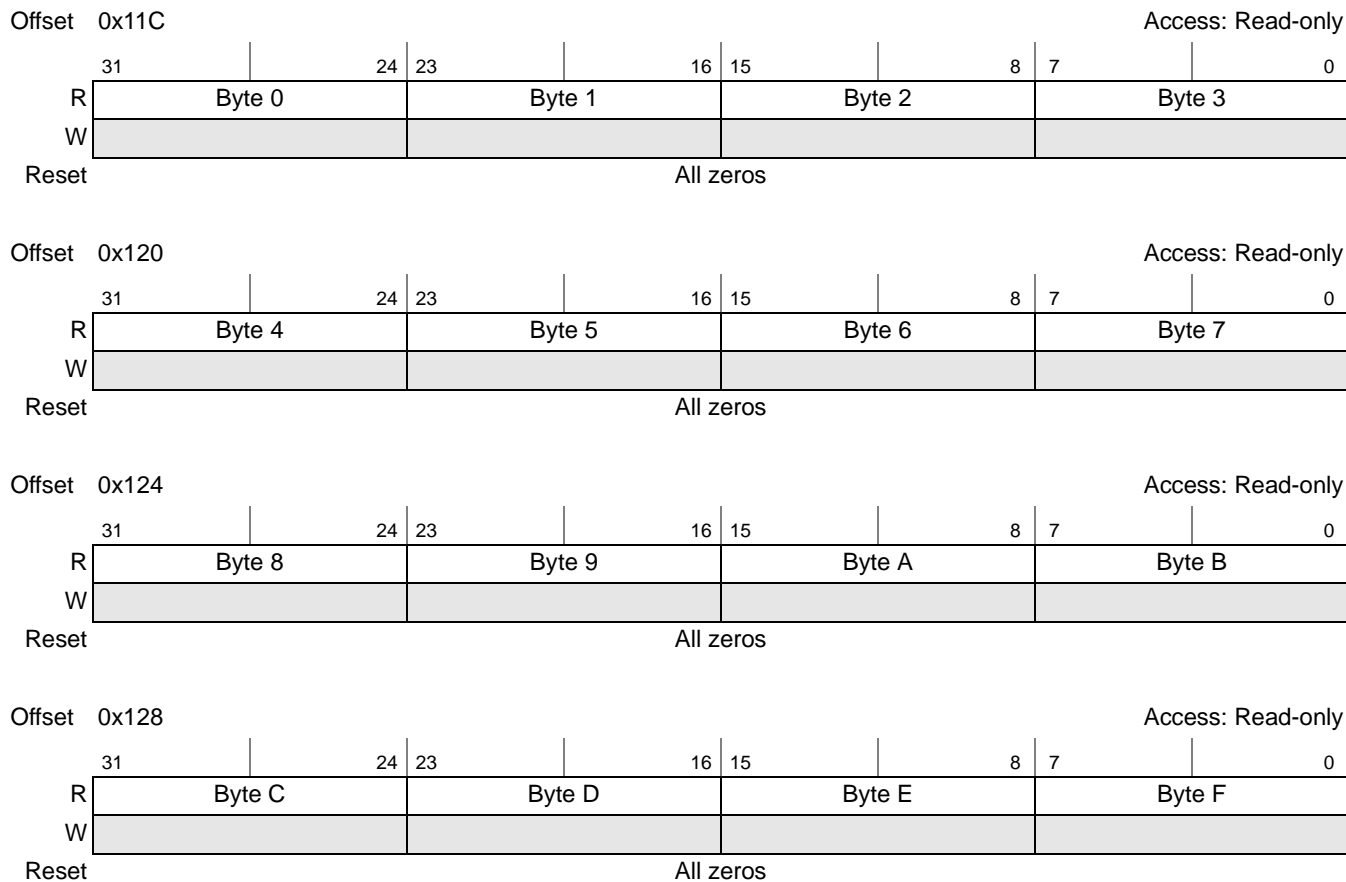 Offset 0x11C Access: Read-only
31 24 23 16 15 8 7 0
R Byte 0 Byte 1 Byte 2 Byte 3
W
Reset All zeros
Offset 0x120 Access: Read-only
31 24 23 16 15 8 7 0
R Byte 4 Byte 5 Byte 6 Byte 7
W
Reset All zeros
Offset 0x124 Access: Read-only
31 24 23 16 15 8 7 0
R Byte 8 Byte 9 Byte A Byte B
W
Reset All zeros
Offset 0x128 Access: Read-only
31 24 23 16 15 8 7 0
R Byte C Byte D Byte E Byte F
W
Reset All zeros